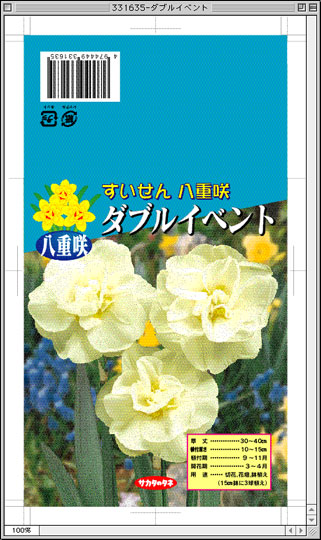 331635-ダブルイベント
4 974449 331635
すいせん 八重咲
ダブルイベント
八重咲
草丈 ⋯⋯⋯⋯ 30〜40cm
植付深さ ⋯⋯⋯⋯ 10〜15cm
植付期 ⋯⋯⋯⋯ 9〜11月
開花期 ⋯⋯⋯⋯ 3〜4月
用途 ⋯⋯ 切花、花壇、鉢植え
(15cm鉢に3球植え)
サカタのタネ
100%